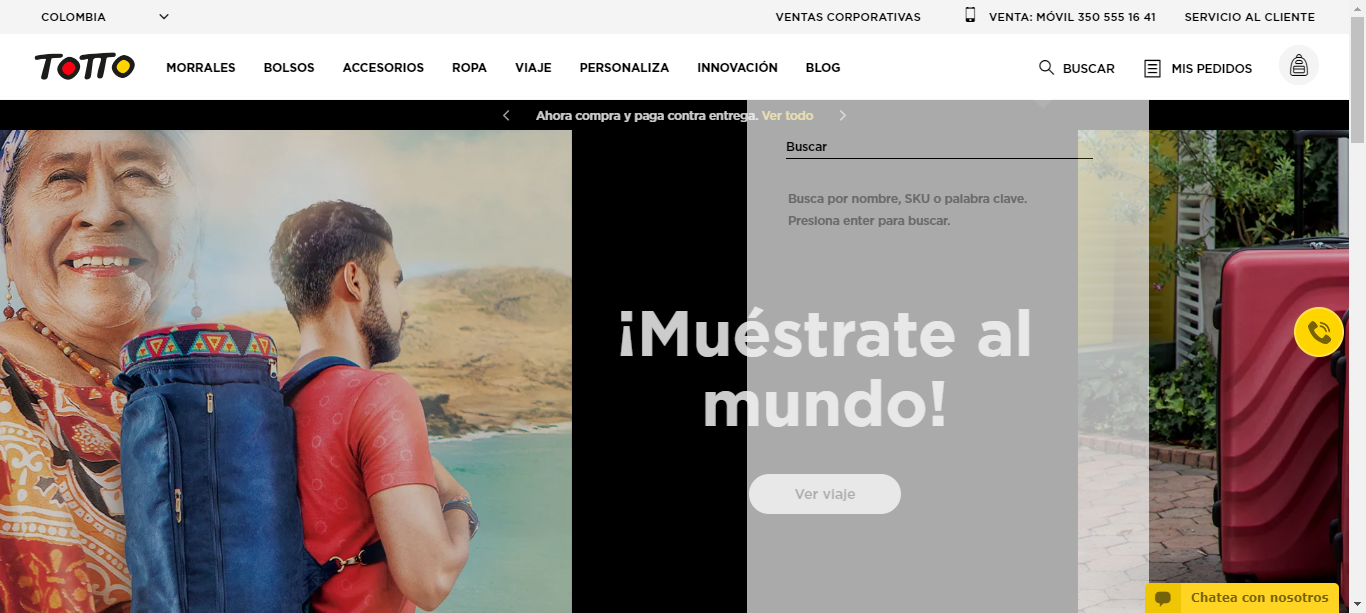 COLOMBIA
VENTAS CORPORATIVAS
VENTA: MÓVIL 350 555 16 41
SERVICIO AL CLIENTE
TOTTO
MORRALES
BOLSOS
ACCESORIOS
ROPA
VIAJE
PERSONALIZA
INNOVACIÓN
BLOG
BUSCAR
MIS PEDIDOS
Ahora compra y paga contra entrega. Ver todo
Buscar
Busca por nombre, SKU o palabra clave.
Presiona enter para buscar.
¡Muéstrate al
mundo!
Ver viaje
Chatea con nosotros